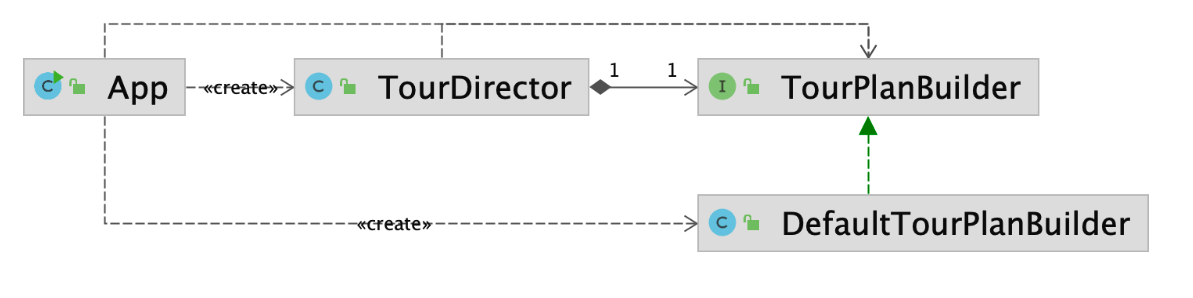 App
«create»
TourDirector
1
1
TourPlanBuilder
«create»
DefaultTourPlanBuilder
C
C
I
C